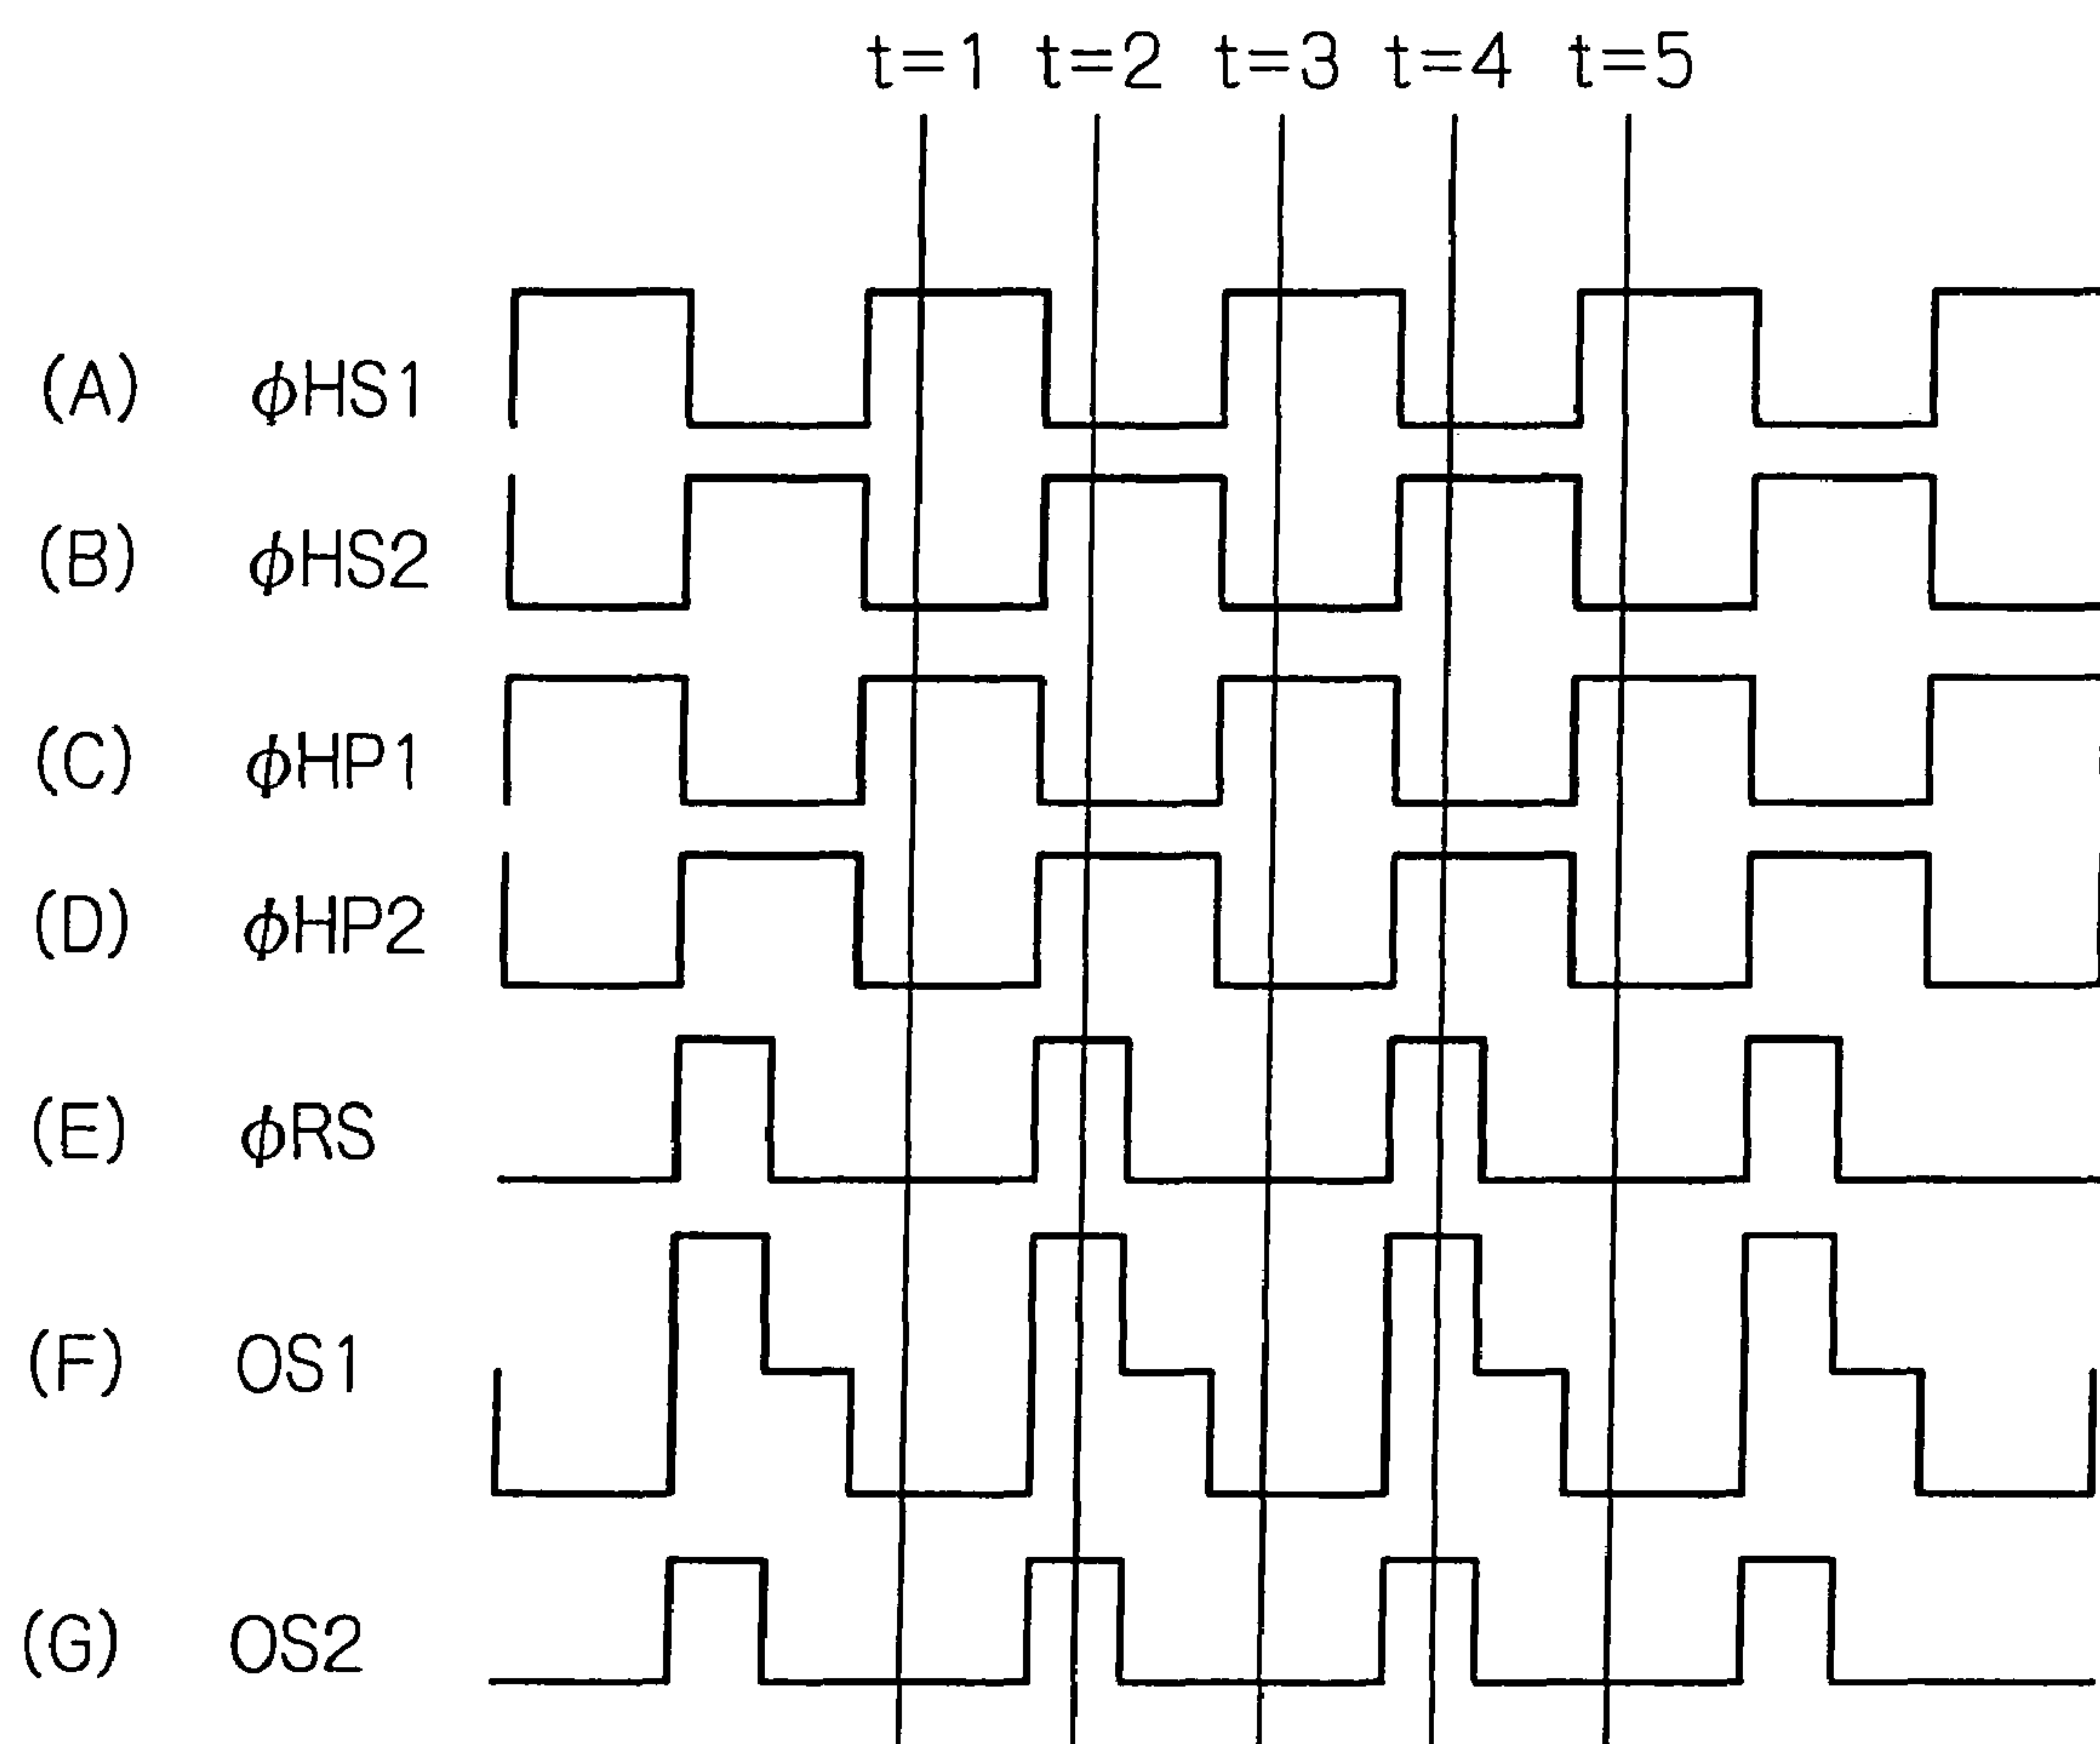 t=1 t=2 t=3 t=4 t=5
(A) ϕHS1
(B) ϕHS2
(C) ϕHP1
(D) ϕHP2
(E) ϕRS
(F) OS1
(G) OS2